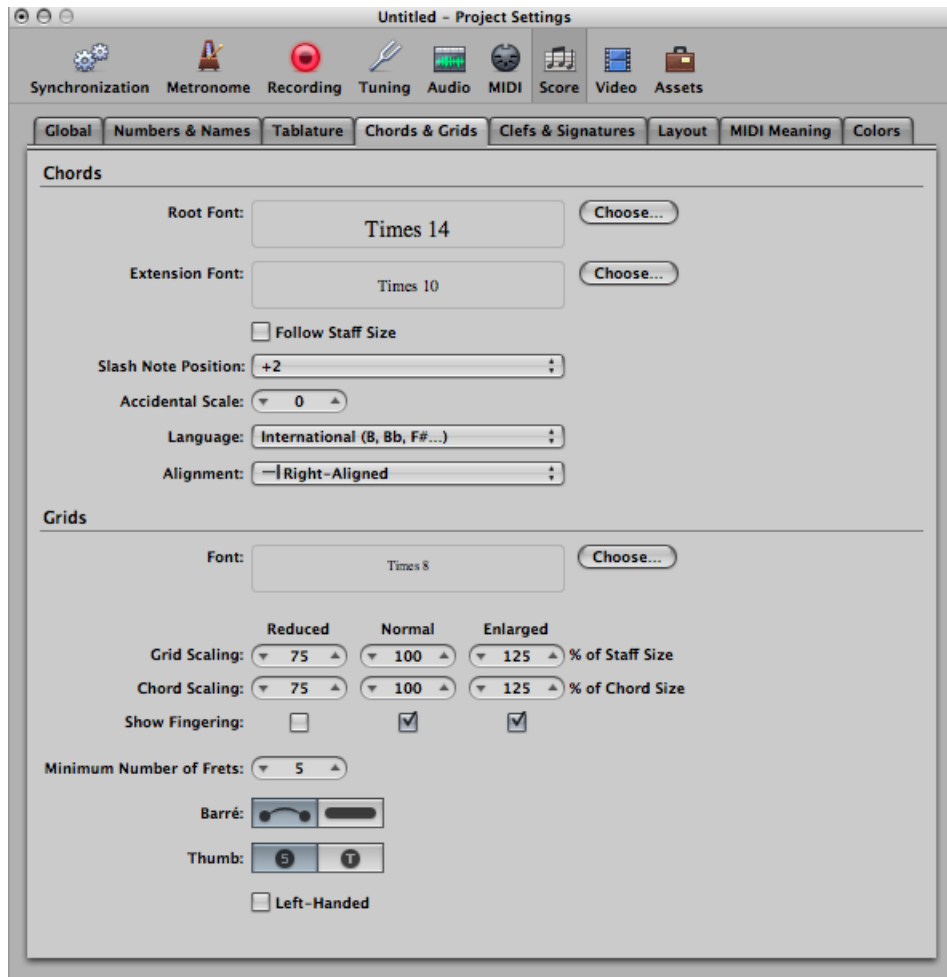 Untitled – Project Settings
Synchronization Metronome Recording Tuning Audio MIDI Score Video Assets
Global Numbers & Names Tablature Chords & Grids Clefs & Signatures Layout MIDI Meaning Colors
Chords
Root Font: Times 14 Choose...
Extension Font: Times 10 Choose...
Follow Staff Size
Slash Note Position: +2
Accidental Scale: 0
Language: International (B, Bb, F#...)
Alignment: Right-Aligned
Grids
Font: Times 8 Choose...
Reduced Normal Enlarged
Grid Scaling: 75 100 125 % of Staff Size
Chord Scaling: 75 100 125 % of Chord Size
Show Fingering:
Minimum Number of Frets: 5
Barré:
Thumb: 5 T
Left-Handed